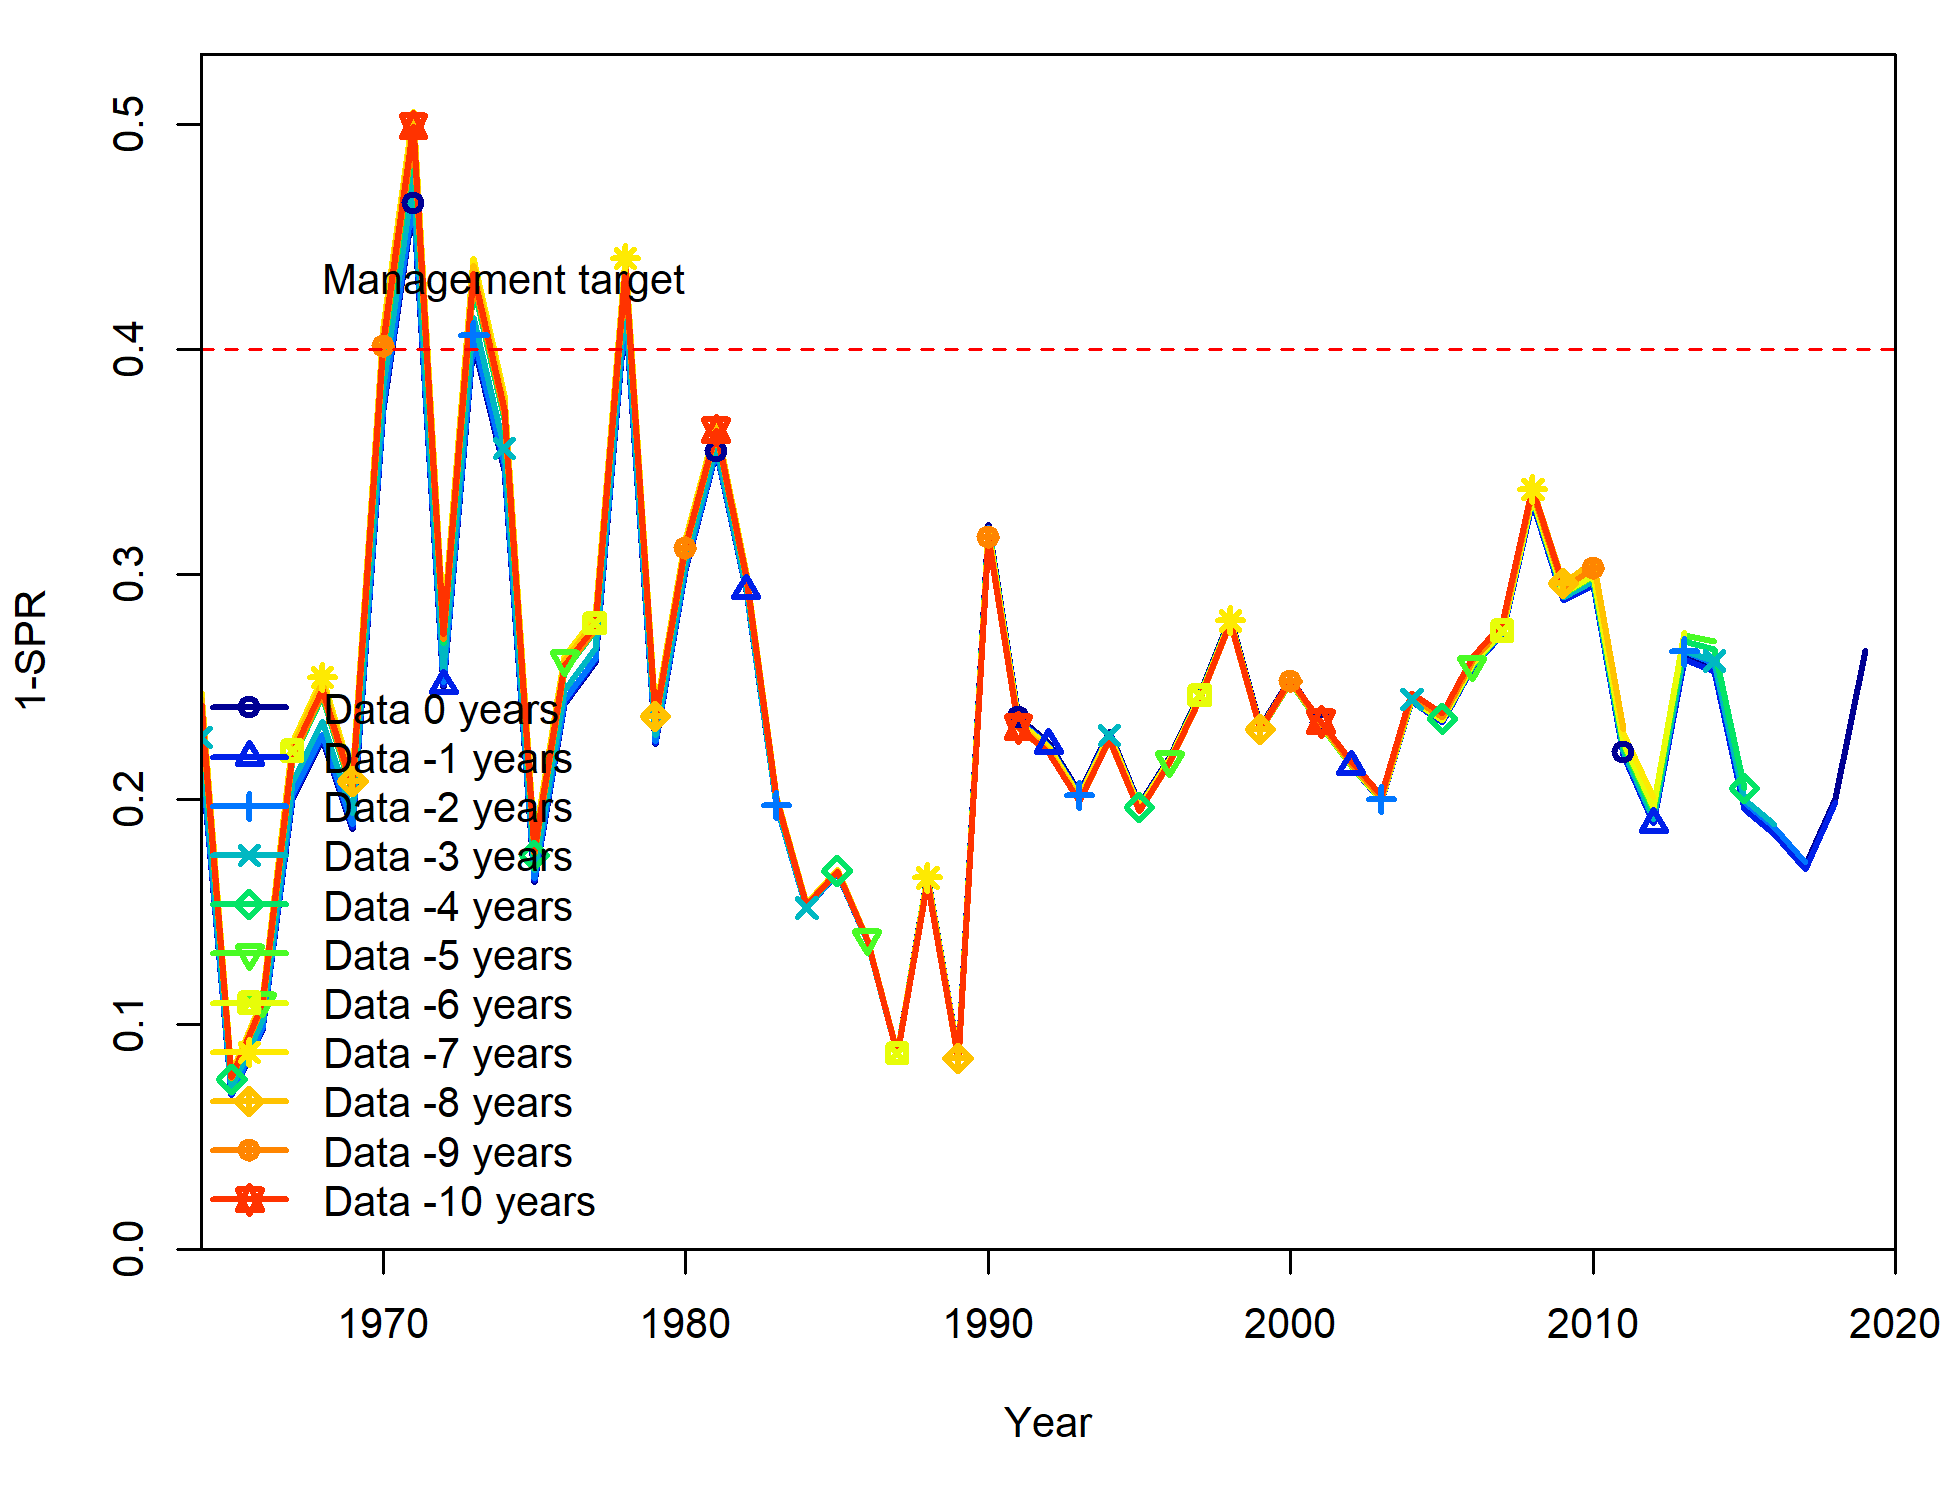 0.5
0.4
0.3
0.2
0.1
0.0
1-SPR
Management target
Data 0 years
Data -1 years
Data -2 years
Data -3 years
Data -4 years
Data -5 years
Data -6 years
Data -7 years
Data -8 years
Data -9 years
Data -10 years
1970 1980 1990 2000 2010 2020
Year